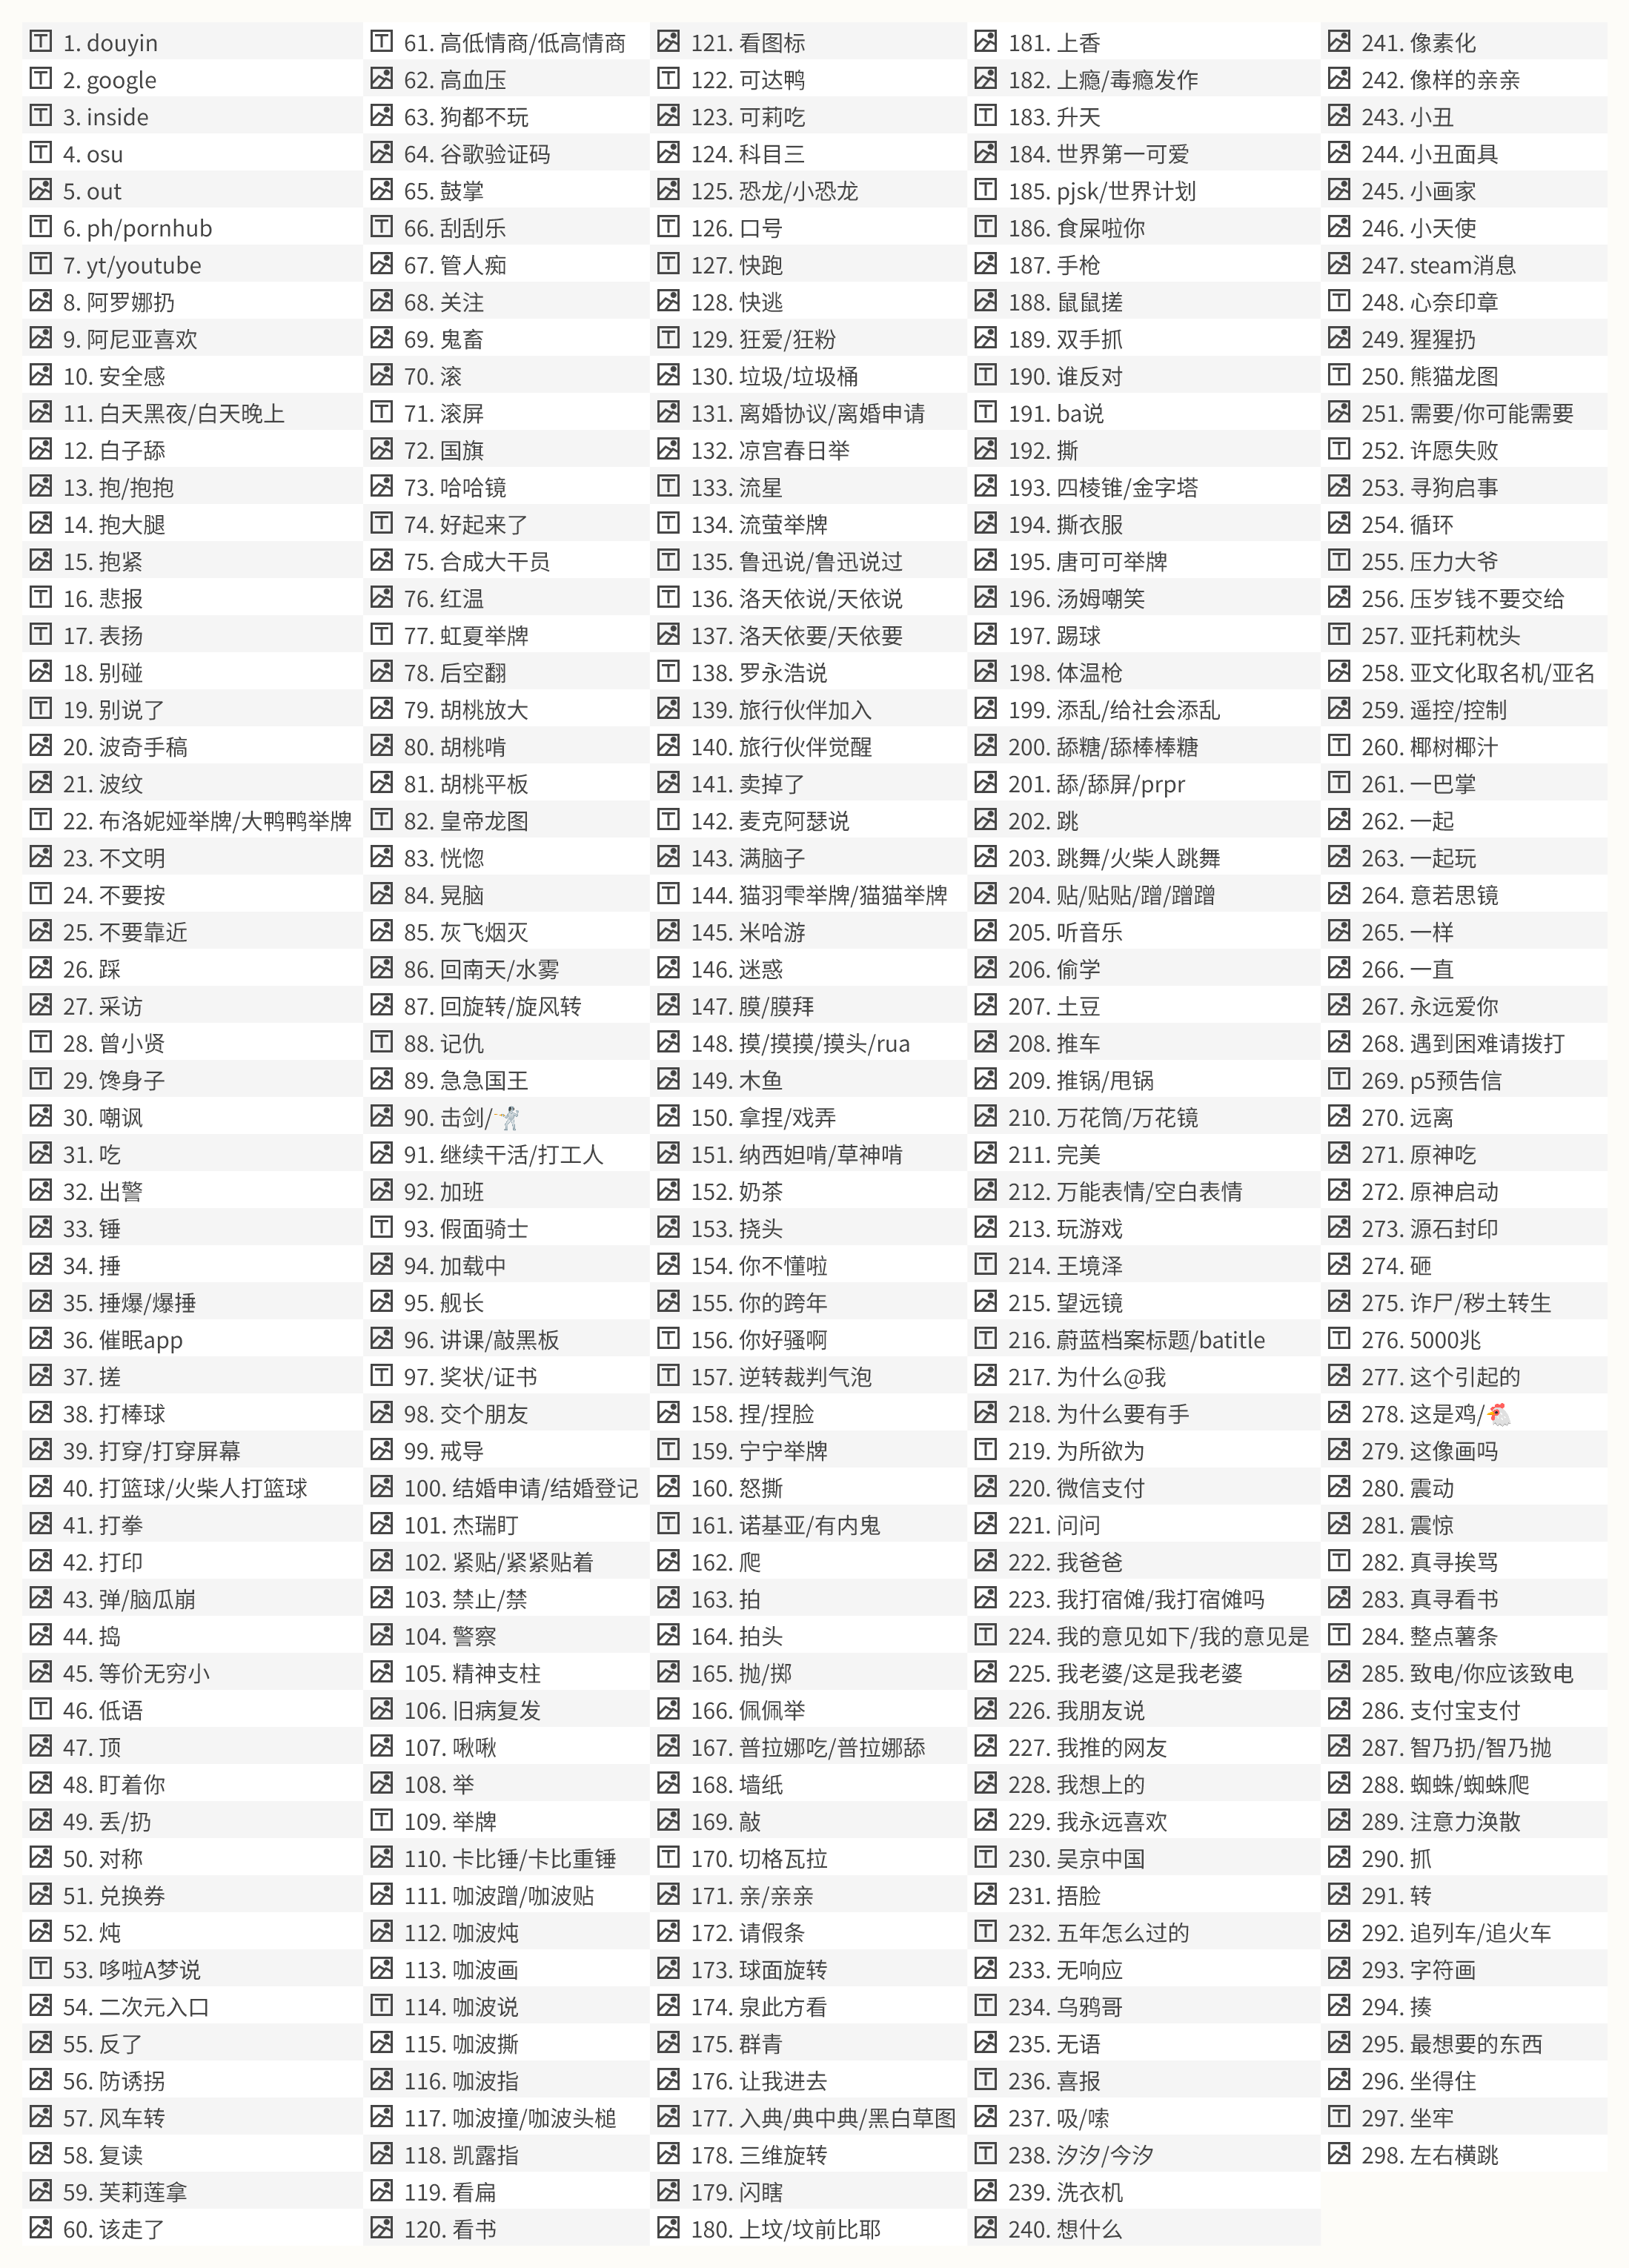 1. douyin
2. google
3. inside
4. osu
5. out
6. ph/pornhub
7. yt/youtube
8. 阿罗娜扔
9. 阿尼亚喜欢
10. 安全感
11. 白天黑夜/白天晚上
12. 白子舔
13. 抱/抱抱
14. 抱大腿
15. 抱紧
16. 悲报
17. 表扬
18. 别碰
19. 别说了
20. 波奇手稿
21. 波纹
22. 布洛妮娅举牌/大鸭鸭举牌
23. 不文明
24. 不要按
25. 不要靠近
26. 踩
27. 采访
28. 曾小贤
29. 馋身子
30. 嘲讽
31. 吃
32. 出警
33. 锤
34. 捶
35. 捶爆/爆捶
36. 催眠app
37. 搓
38. 打棒球
39. 打穿/打穿屏幕
40. 打篮球/火柴人打篮球
41. 打拳
42. 打印
43. 弹/脑瓜崩
44. 捣
45. 等价无穷小
46. 低语
47. 顶
48. 盯着你
49. 丢/扔
50. 对称
51. 兑换券
52. 炖
53. 哆啦A梦说
54. 二次元入口
55. 反了
56. 防诱拐
57. 风车转
58. 复读
59. 芙莉莲拿
60. 该走了
61. 高低情商/低高情商
62. 高血压
63. 狗都不玩
64. 谷歌验证码
65. 鼓掌
66. 刮刮乐
67. 管人痴
68. 关注
69. 鬼畜
70. 滚
71. 滚屏
72. 国旗
73. 哈哈镜
74. 好起来了
75. 合成大干员
76. 红温
77. 虹夏举牌
78. 后空翻
79. 胡桃放大
80. 胡桃啃
81. 胡桃平板
82. 皇帝龙图
83. 恍惚
84. 晃脑
85. 灰飞烟灭
86. 回南天/水雾
87. 回旋转/旋风转
88. 记仇
89. 急急国王
90. 击剑/🤺
91. 继续干活/打工人
92. 加班
93. 假面骑士
94. 加载中
95. 舰长
96. 讲课/敲黑板
97. 奖状/证书
98. 交个朋友
99. 戒导
100. 结婚申请/结婚登记
101. 杰瑞盯
102. 紧贴/紧紧贴着
103. 禁止/禁
104. 警察
105. 精神支柱
106. 旧病复发
107. 啾啾
108. 举
109. 举牌
110. 卡比锤/卡比重锤
111. 咖波蹭/咖波贴
112. 咖波炖
113. 咖波画
114. 咖波说
115. 咖波撕
116. 咖波指
117. 咖波撞/咖波头槌
118. 凯露指
119. 看扁
120. 看书
121. 看图标
122. 可达鸭
123. 可莉吃
124. 科目三
125. 恐龙/小恐龙
126. 口号
127. 快跑
128. 快逃
129. 狂爱/狂粉
130. 垃圾/垃圾桶
131. 离婚协议/离婚申请
132. 凉宫春日举
133. 流星
134. 流萤举牌
135. 鲁迅说/鲁迅说过
136. 洛天依说/天依说
137. 洛天依要/天依要
138. 罗永浩说
139. 旅行伙伴加入
140. 旅行伙伴觉醒
141. 卖掉了
142. 麦克阿瑟说
143. 满脑子
144. 猫羽雫举牌/猫猫举牌
145. 米哈游
146. 迷惑
147. 膜/膜拜
148. 摸/摸摸/摸头/rua
149. 木鱼
150. 拿捏/戏弄
151. 纳西妲啃/草神啃
152. 奶茶
153. 挠头
154. 你不懂啦
155. 你的跨年
156. 你好骚啊
157. 逆转裁判气泡
158. 捏/捏脸
159. 宁宁举牌
160. 怒撕
161. 诺基亚/有内鬼
162. 爬
163. 拍
164. 拍头
165. 抛/掷
166. 佩佩举
167. 普拉娜吃/普拉娜舔
168. 墙纸
169. 敲
170. 切格瓦拉
171. 亲/亲亲
172. 请假条
173. 球面旋转
174. 泉此方看
175. 群青
176. 让我进去
177. 入典/典中典/黑白草图
178. 三维旋转
179. 闪瞎
180. 上坟/坟前比耶
181. 上香
182. 上瘾/毒瘾发作
183. 升天
184. 世界第一可爱
185. pjsk/世界计划
186. 食屎啦你
187. 手枪
188. 鼠鼠搓
189. 双手抓
190. 谁反对
191. ba说
192. 撕
193. 四棱锥/金字塔
194. 撕衣服
195. 唐可可举牌
196. 汤姆嘲笑
197. 踢球
198. 体温枪
199. 添乱/给社会添乱
200. 舔糖/舔棒棒糖
201. 舔/舔屏/prpr
202. 跳
203. 跳舞/火柴人跳舞
204. 贴/贴贴/蹭/蹭蹭
205. 听音乐
206. 偷学
207. 土豆
208. 推车
209. 推锅/甩锅
210. 万花筒/万花镜
211. 完美
212. 万能表情/空白表情
213. 玩游戏
214. 王境泽
215. 望远镜
216. 蔚蓝档案标题/batitle
217. 为什么@我
218. 为什么要有手
219. 为所欲为
220. 微信支付
221. 问问
222. 我爸爸
223. 我打宿傩/我打宿傩吗
224. 我的意见如下/我的意见是
225. 我老婆/这是我老婆
226. 我朋友说
227. 我推的网友
228. 我想上的
229. 我永远喜欢
230. 吴京中国
231. 捂脸
232. 五年怎么过的
233. 无响应
234. 乌鸦哥
235. 无语
236. 喜报
237. 吸/嗦
238. 汐汐/今汐
239. 洗衣机
240. 想什么
241. 像素化
242. 像样的亲亲
243. 小丑
244. 小丑面具
245. 小画家
246. 小天使
247. steam消息
248. 心奈印章
249. 猩猩扔
250. 熊猫龙图
251. 需要/你可能需要
252. 许愿失败
253. 寻狗启事
254. 循环
255. 压力大爷
256. 压岁钱不要交给
257. 亚托莉枕头
258. 亚文化取名机/亚名
259. 遥控/控制
260. 椰树椰汁
261. 一巴掌
262. 一起
263. 一起玩
264. 意若思镜
265. 一样
266. 一直
267. 永远爱你
268. 遇到困难请拨打
269. p5预告信
270. 远离
271. 原神吃
272. 原神启动
273. 源石封印
274. 砸
275. 诈尸/秽土转生
276. 5000兆
277. 这个引起的
278. 这是鸡/🐔
279. 这像画吗
280. 震动
281. 震惊
282. 真寻挨骂
283. 真寻看书
284. 整点薯条
285. 致电/你应该致电
286. 支付宝支付
287. 智乃扔/智乃抛
288. 蜘蛛/蜘蛛爬
289. 注意力涣散
290. 抓
291. 转
292. 追列车/追火车
293. 字符画
294. 揍
295. 最想要的东西
296. 坐得住
297. 坐牢
298. 左右横跳